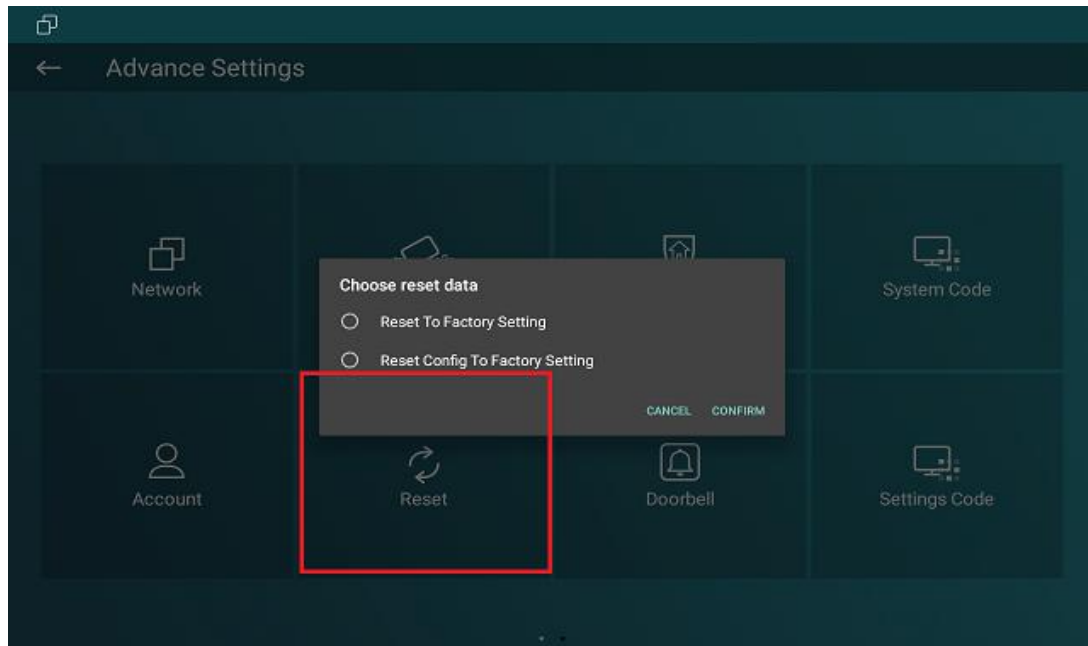 Advance Settings
Network
System Code
Choose reset data
Reset To Factory Setting
Reset Config To Factory Setting
CANCEL CONFIRM
Account
Reset
Doorbell
Settings Code